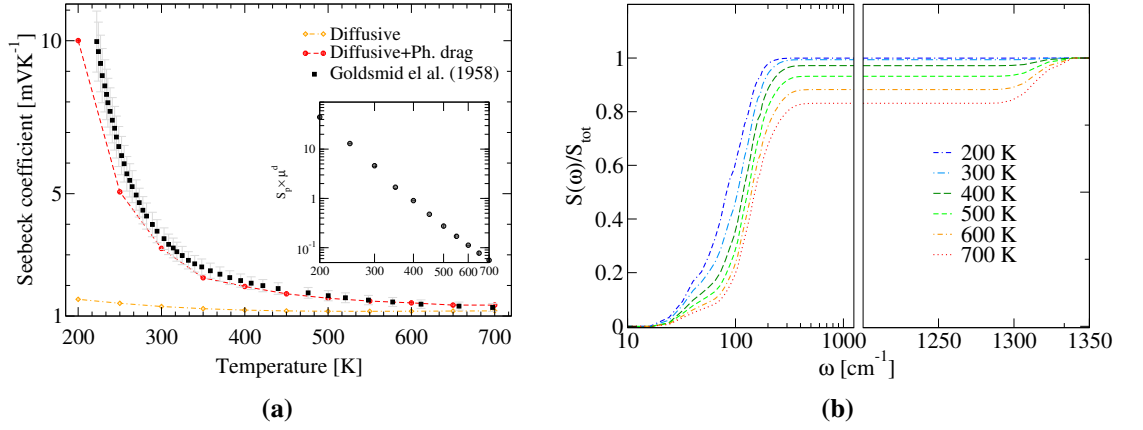 Seebeck coefficient [mVK⁻¹]
10
5
1
Diffusive
Diffusive+Ph. drag
Goldsmid el al. (1958)
S_p×μ^d
10
1
10⁻¹
200 300 400 500 600 700
200 300 400 500 600 700
Temperature [K]
(a)
S(ω)/S_tot
1
0.8
0.6
0.4
0.2
0
200 K
300 K
400 K
500 K
600 K
700 K
10 100 1000 1250 1300 1350
ω [cm⁻¹]
(b)